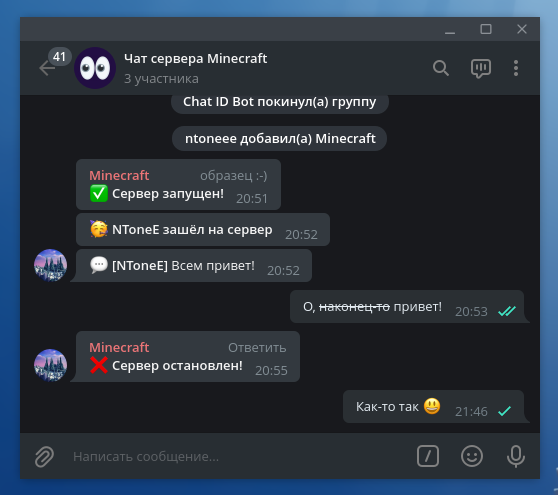 41
Чат сервера Minecraft
3 участника
Chat ID Bot покинул(а) группу
ntoneee добавил(а) Minecraft
Minecraft образец :-)
✅ Сервер запущен! 20:51
🥳 NToneE зашёл на сервер 20:52
💬 [NToneE] Всем привет! 20:52
О, наконец-то привет! 20:53
Minecraft Ответить
❌ Сервер остановлен! 20:55
Как-то так 😃 21:46
Написать сообщение...